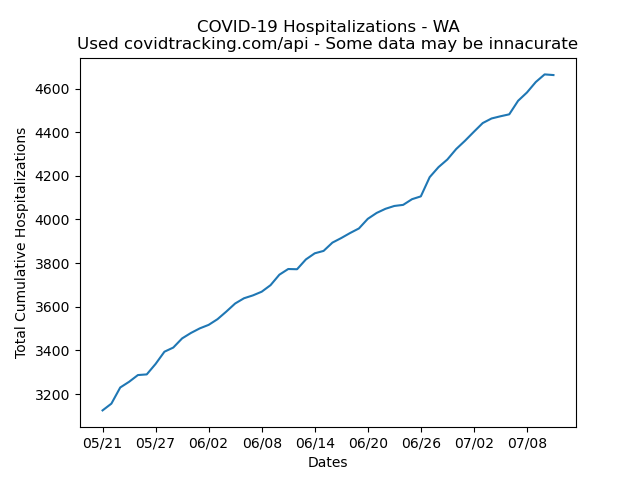 COVID-19 Hospitalizations - WA
Used covidtracking.com/api - Some data may be innacurate
Total Cumulative Hospitalizations
4600
4400
4200
4000
3800
3600
3400
3200
05/21 05/27 06/02 06/08 06/14 06/20 06/26 07/02 07/08
Dates